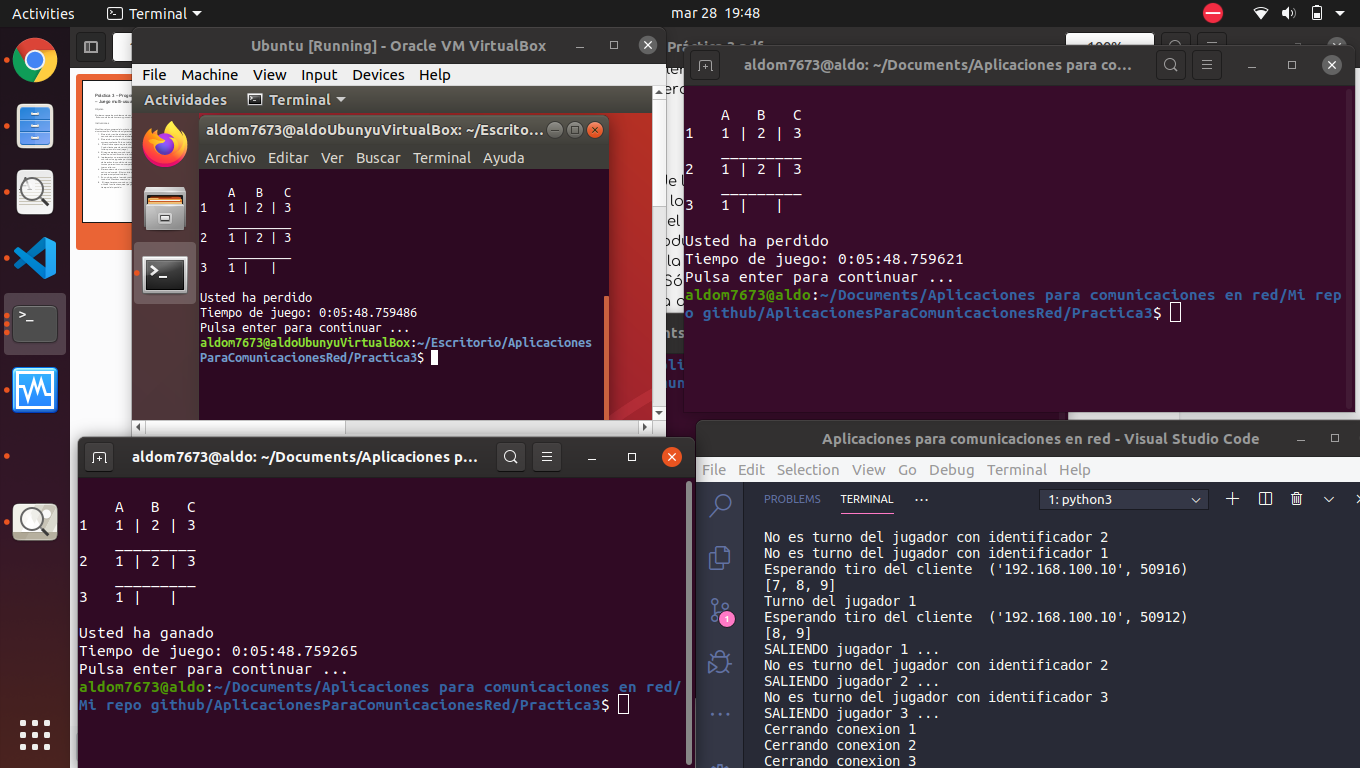 Activities
Terminal
mar 28 19:48
Ubuntu [Running] - Oracle VM VirtualBox
File Machine View Input Devices Help
Actividades
Terminal
aldom7673@aldoUbunyuVirtualBox: ~/Escrito...
Archivo Editar Ver Buscar Terminal Ayuda
A B C
1 1 | 2 | 3
_________
2 1 | 2 | 3
_________
3 1 | |
Usted ha perdido
Tiempo de juego: 0:05:48.759486
Pulsa enter para continuar ...
aldom7673@aldoUbunyuVirtualBox:~/Escritorio/Aplicaciones
ParaComunicacionesRed/Practica3$
aldom7673@aldo: ~/Documents/Aplicaciones para co...
A B C
1 1 | 2 | 3
_________
2 1 | 2 | 3
_________
3 1 | |
Usted ha perdido
Tiempo de juego: 0:05:48.759621
Pulsa enter para continuar ...
aldom7673@aldo:~/Documents/Aplicaciones para comunicaciones en red/Mi rep
o github/AplicacionesParaComunicacionesRed/Practica3$
aldom7673@aldo: ~/Documents/Aplicaciones p...
A B C
1 1 | 2 | 3
_________
2 1 | 2 | 3
_________
3 1 | |
Usted ha ganado
Tiempo de juego: 0:05:48.759265
Pulsa enter para continuar ...
aldom7673@aldo:~/Documents/Aplicaciones para comunicaciones en red/
Mi repo github/AplicacionesParaComunicacionesRed/Practica3$
Aplicaciones para comunicaciones en red - Visual Studio Code
File Edit Selection View Go Debug Terminal Help
PROBLEMS TERMINAL ...
1: python3
1
No es turno del jugador con identificador 2
No es turno del jugador con identificador 1
Esperando tiro del cliente ('192.168.100.10', 50916)
[7, 8, 9]
Turno del jugador 1
Esperando tiro del cliente ('192.168.100.10', 50912)
[8, 9]
SALIENDO jugador 1 ...
No es turno del jugador con identificador 2
SALIENDO jugador 2 ...
No es turno del jugador con identificador 3
SALIENDO jugador 3 ...
Cerrando conexion 1
Cerrando conexion 2
Cerrando conexion 3